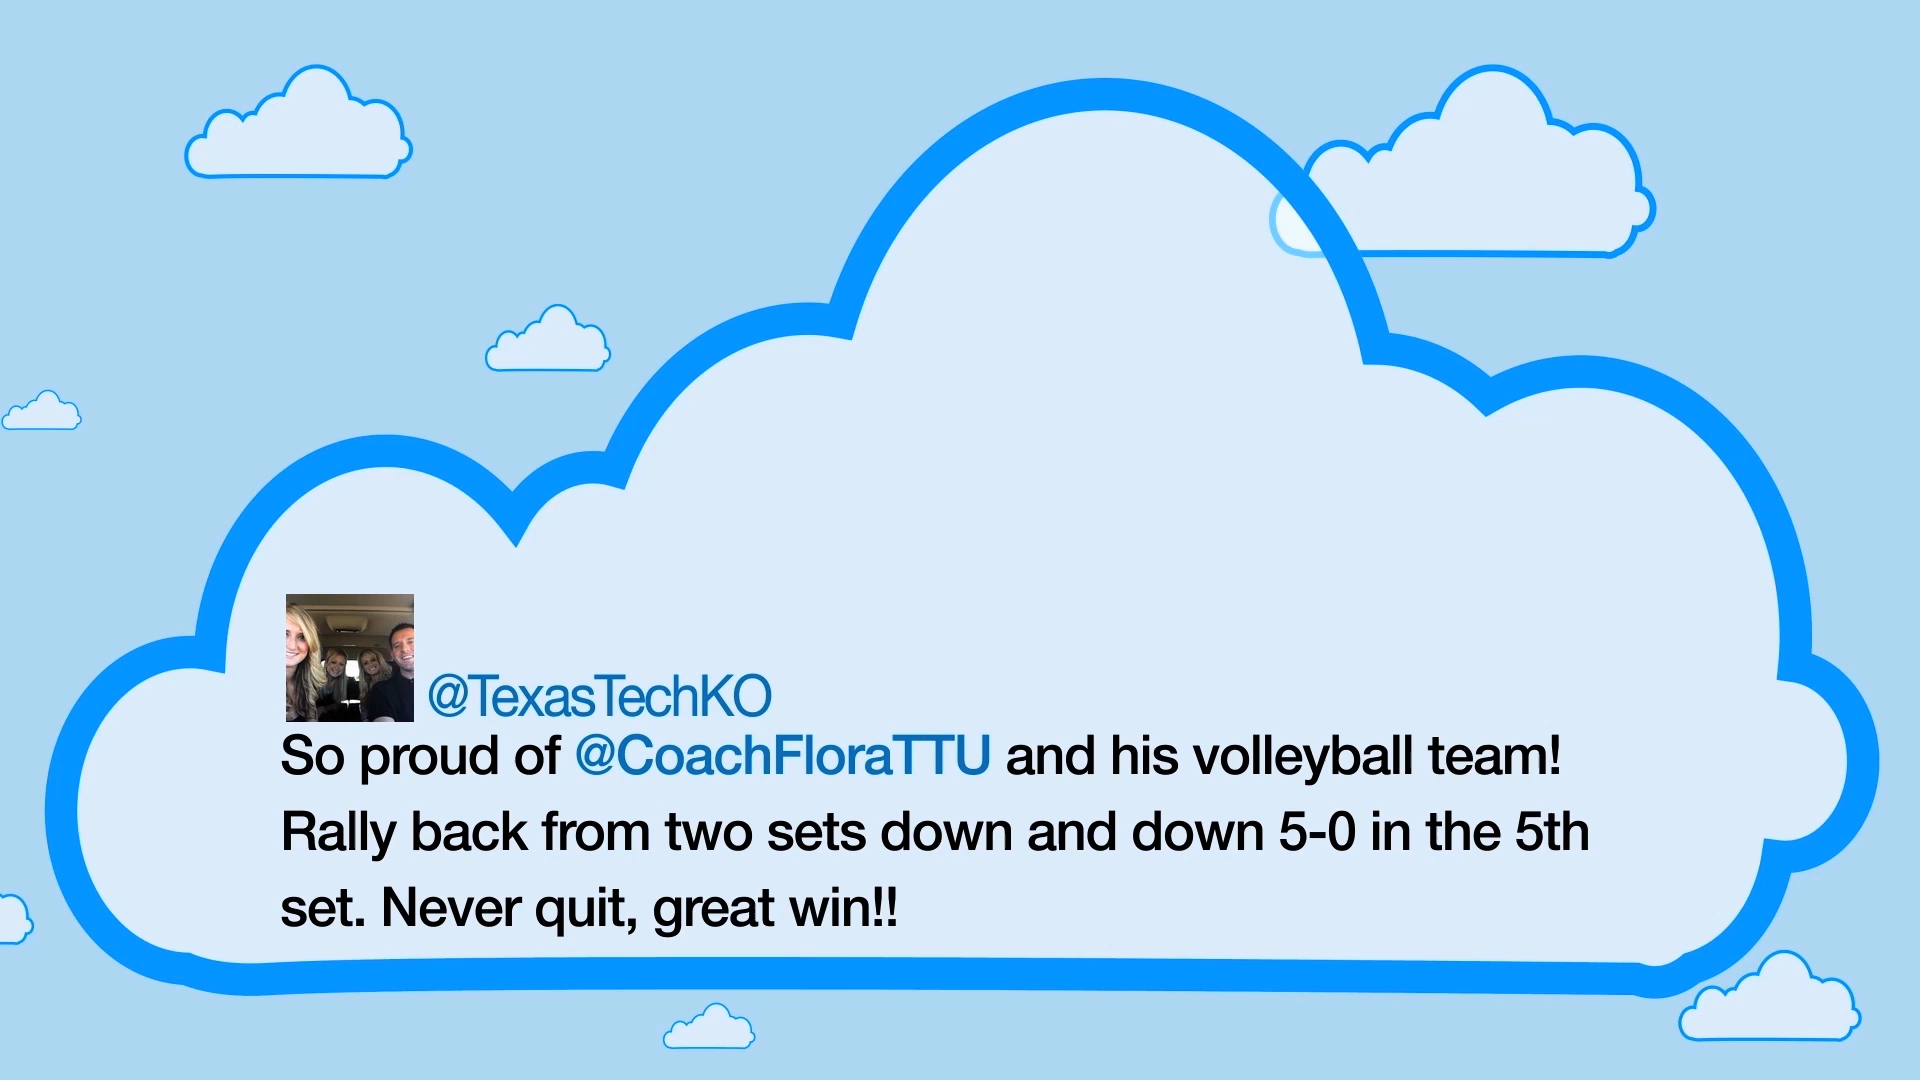 @TexasTechKO
So proud of @CoachFloraTTU and his volleyball team!
Rally back from two sets down and down 5-0 in the 5th
set. Never quit, great win!!